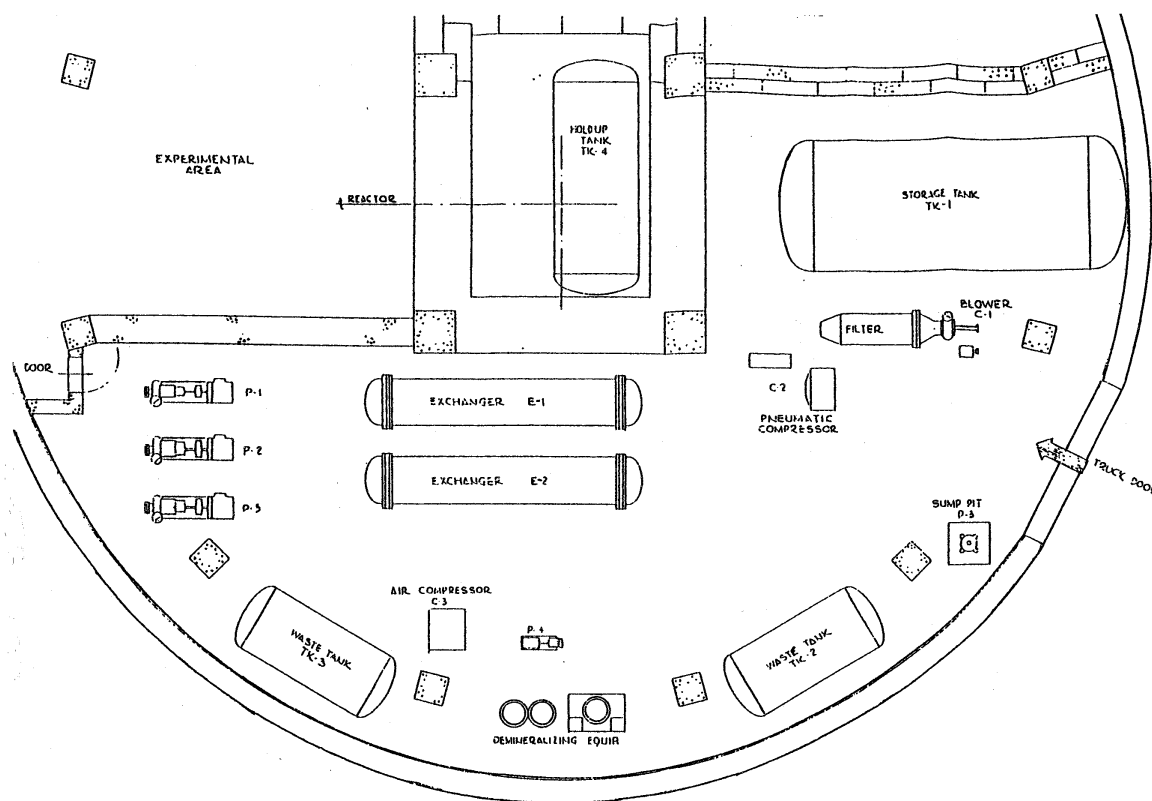 HOLDUP
TANK
TK-4
EXPERIMENTAL
AREA
REACTOR
STORAGE TANK
TK-1
BLOWER
C-1
FILTER
DOOR
P-1
EXCHANGER E-1
C-2
PNEUMATIC
COMPRESSOR
P-2
EXCHANGER E-2
TRUCK DOOR
P-5
SUMP PIT
P-3
AIR COMPRESSOR
C-3
P-4
WASTE TANK
TK-3
WASTE TANK
TK-2
DEMINERALIZING EQUIP